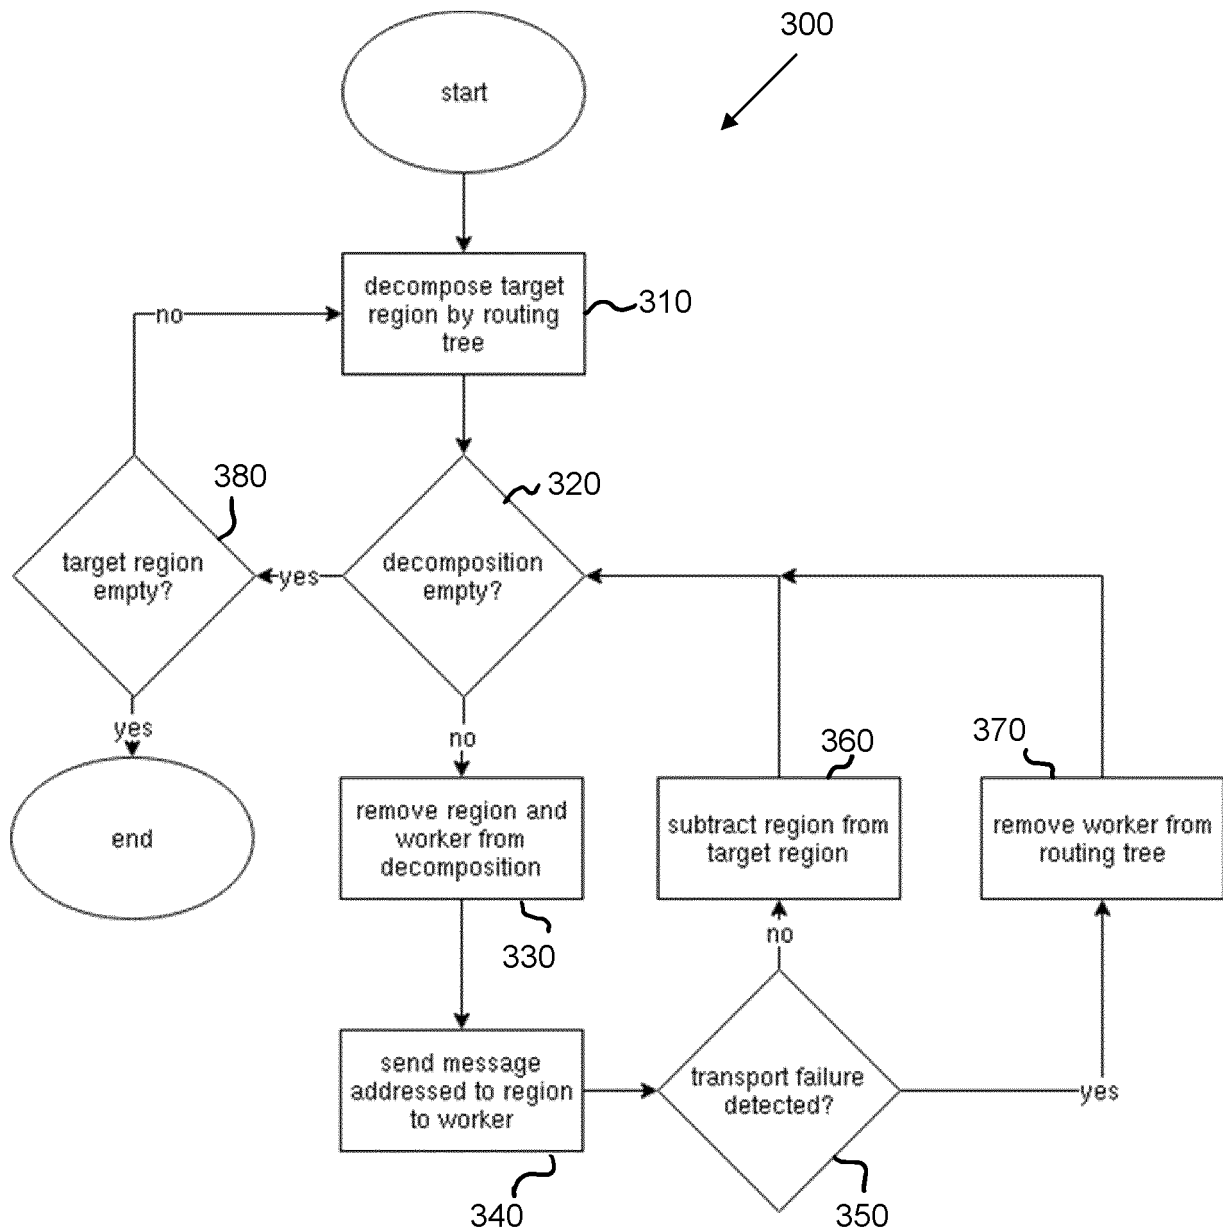 300
start
decompose target
region by routing
tree
310
no
380
320
target region
empty?
yes
decomposition
empty?
yes
no
370
360
end
remove region and
worker from
decomposition
subtract region from
target region
remove worker from
routing tree
330
no
send message
addressed to region
to worker
transport failure
detected?
yes
340
350